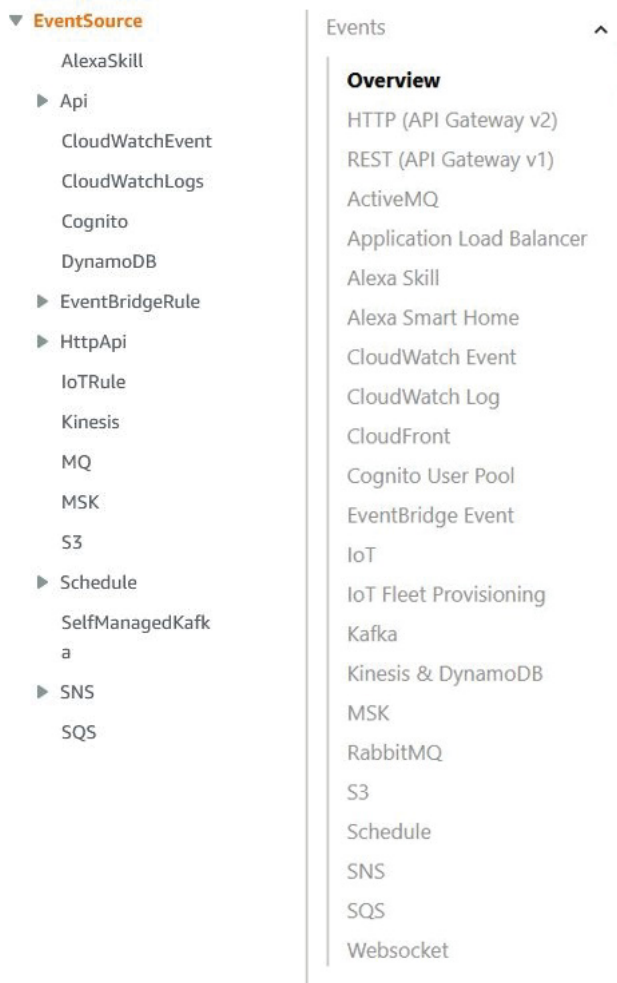 EventSource
AlexaSkill
Api
CloudWatchEvent
CloudWatchLogs
Cognito
DynamoDB
EventBridgeRule
HttpApi
IoTRule
Kinesis
MQ
MSK
S3
Schedule
SelfManagedKafk
a
SNS
SQS
Events
Overview
HTTP (API Gateway v2)
REST (API Gateway v1)
ActiveMQ
Application Load Balancer
Alexa Skill
Alexa Smart Home
CloudWatch Event
CloudWatch Log
CloudFront
Cognito User Pool
EventBridge Event
IoT
IoT Fleet Provisioning
Kafka
Kinesis & DynamoDB
MSK
RabbitMQ
S3
Schedule
SNS
SQS
Websocket